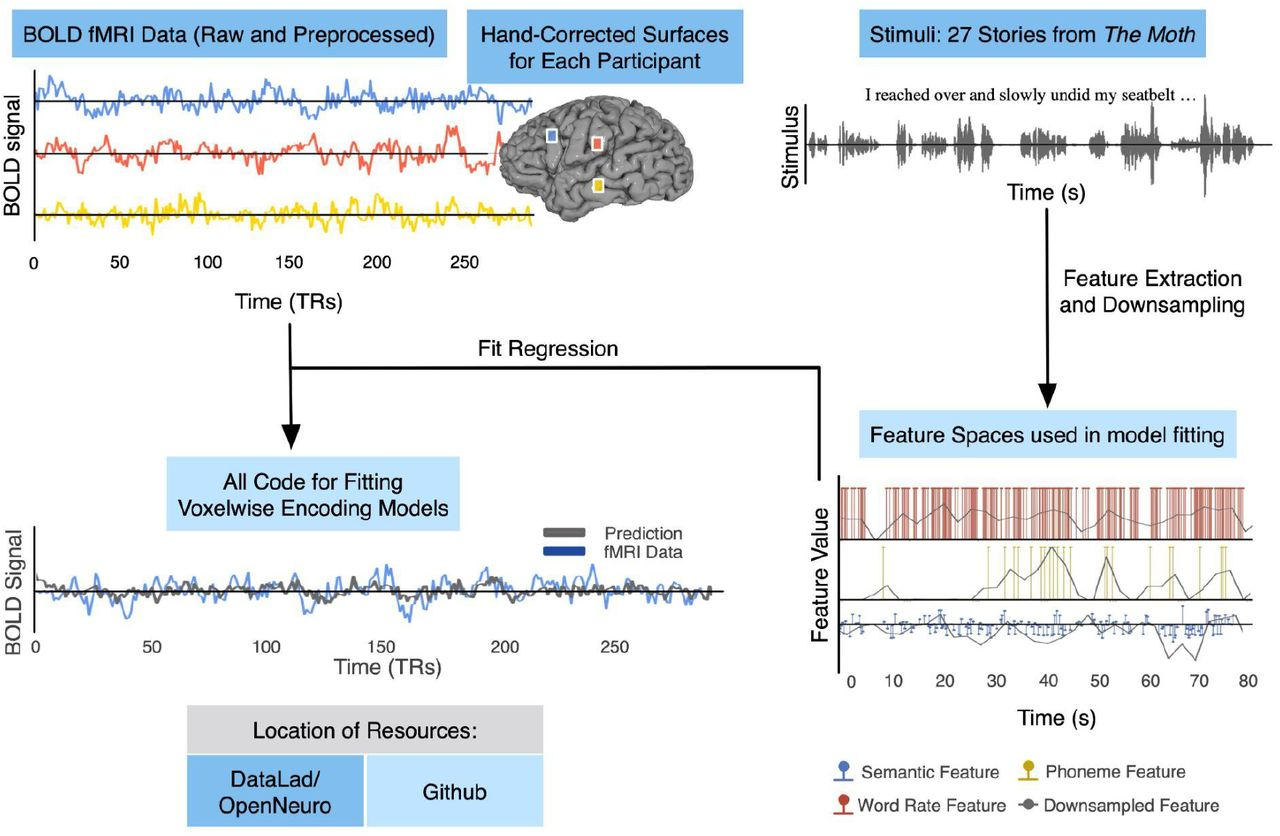 BOLD fMRI Data (Raw and Preprocessed)
Hand-Corrected Surfaces
for Each Participant
BOLD signal
0 50 100 150 200 250
Time (TRs)
Stimuli: 27 Stories from The Moth
I reached over and slowly undid my seatbelt …
Stimulus
Time (s)
Feature Extraction
and Downsampling
Fit Regression
Feature Spaces used in model fitting
All Code for Fitting
Voxelwise Encoding Models
Prediction
fMRI Data
BOLD Signal
0 50 100 150 200 250
Time (TRs)
Feature Value
0 10 20 30 40 50 60 70 80
Time (s)
Semantic Feature
Phoneme Feature
Word Rate Feature
Downsampled Feature
Location of Resources:
DataLad/
OpenNeuro
Github